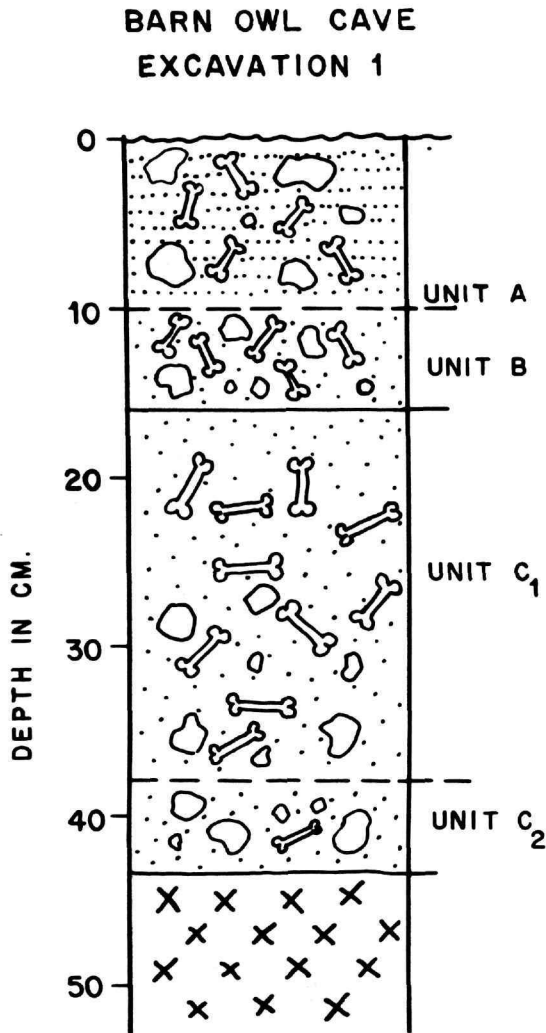 BARN OWL CAVE
EXCAVATION 1
0
UNIT A
10
UNIT B
20
UNIT C1
30
DEPTH IN CM.
40
UNIT C2
50